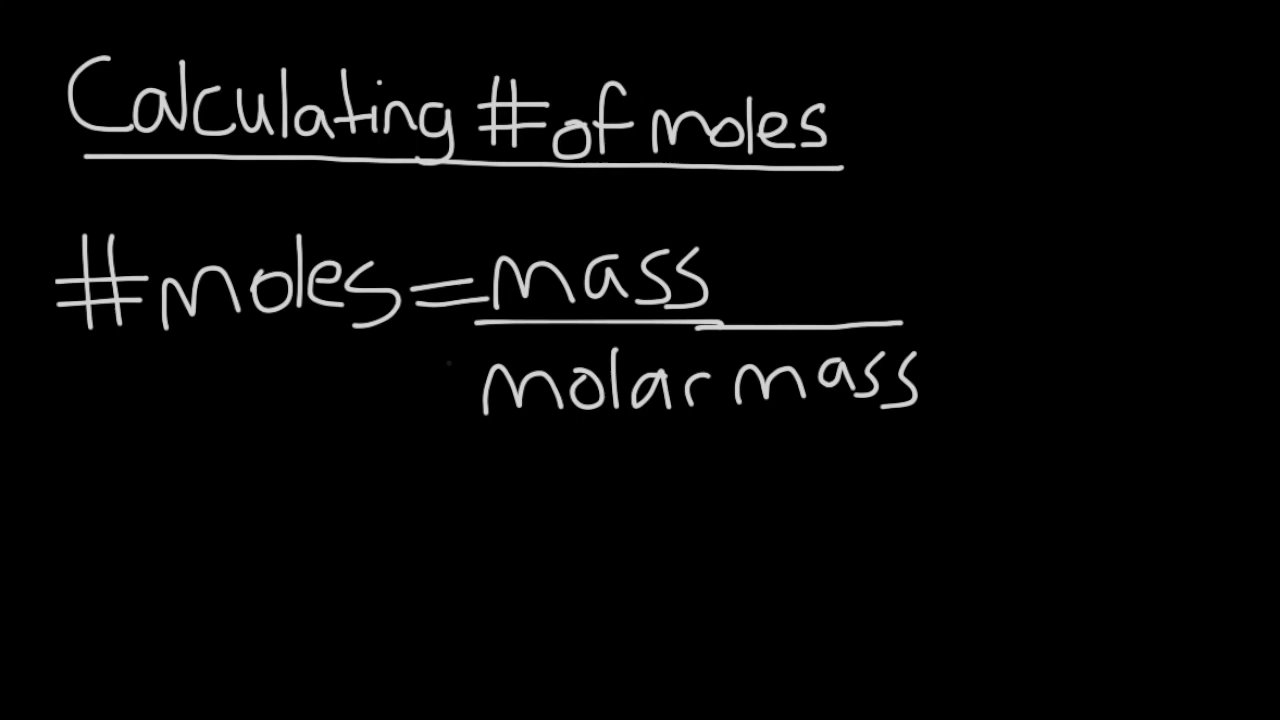 Calculating # of moles
# moles = mass
molar mass